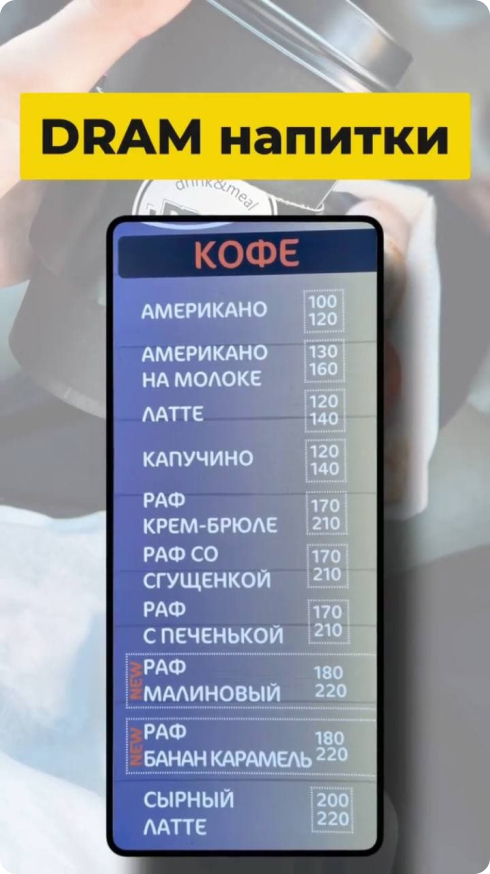 DRAM напитки
drink&meal
КОФЕ
АМЕРИКАНО 100
120
АМЕРИКАНО 130
НА МОЛОКЕ 160
ЛАТТЕ 120
140
КАПУЧИНО 120
140
РАФ 170
КРЕМ-БРЮЛЕ 210
РАФ СО 170
СГУЩЕНКОЙ 210
РАФ 170
С ПЕЧЕНЬКОЙ 210
NEW РАФ 180
МАЛИНОВЫЙ 220
NEW РАФ 180
БАНАН КАРАМЕЛЬ 220
СЫРНЫЙ 200
ЛАТТЕ 220